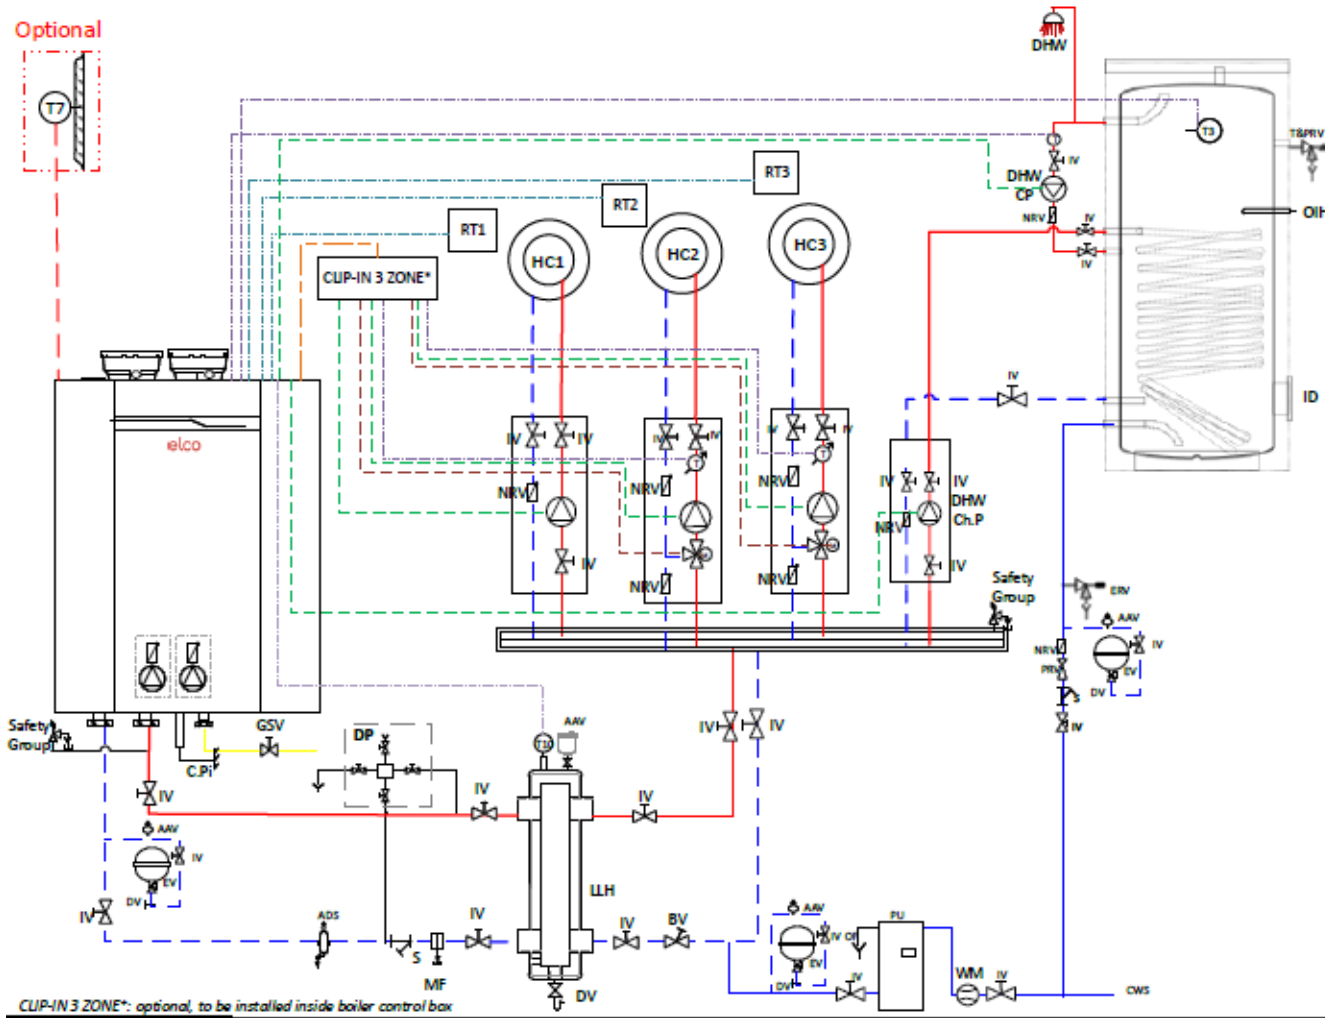 Optional
T7
DHW
T3
T&PRV
IV
DHW
CP
RT3
RT2
RT1
NRV
IV
OIH
HC1
HC2
HC3
IV
CLIP-IN 3 ZONE*
IV
ID
elco
IV
IV
IV
IV
IV
IV
IV
T
T
NRV
NRV
NRV
NRV
DHW
Ch.P
IV
IV
NRV
NRV
Safety
Group
ERV
AAV
NRV
IV
PRV
EV
DV
S
IV
Safety
Group
GSV
C.Pi
DP
AAV
T10
IV
IV
IV
IV
IV
AAV
IV
EV
DV
IV
ADS
S
MF
IV
LLH
DV
IV
BV
AAV
IV
EV
DV
PU
IV
WM
IV
CWS
CLIP-IN 3 ZONE*: optional, to be installed inside boiler control box